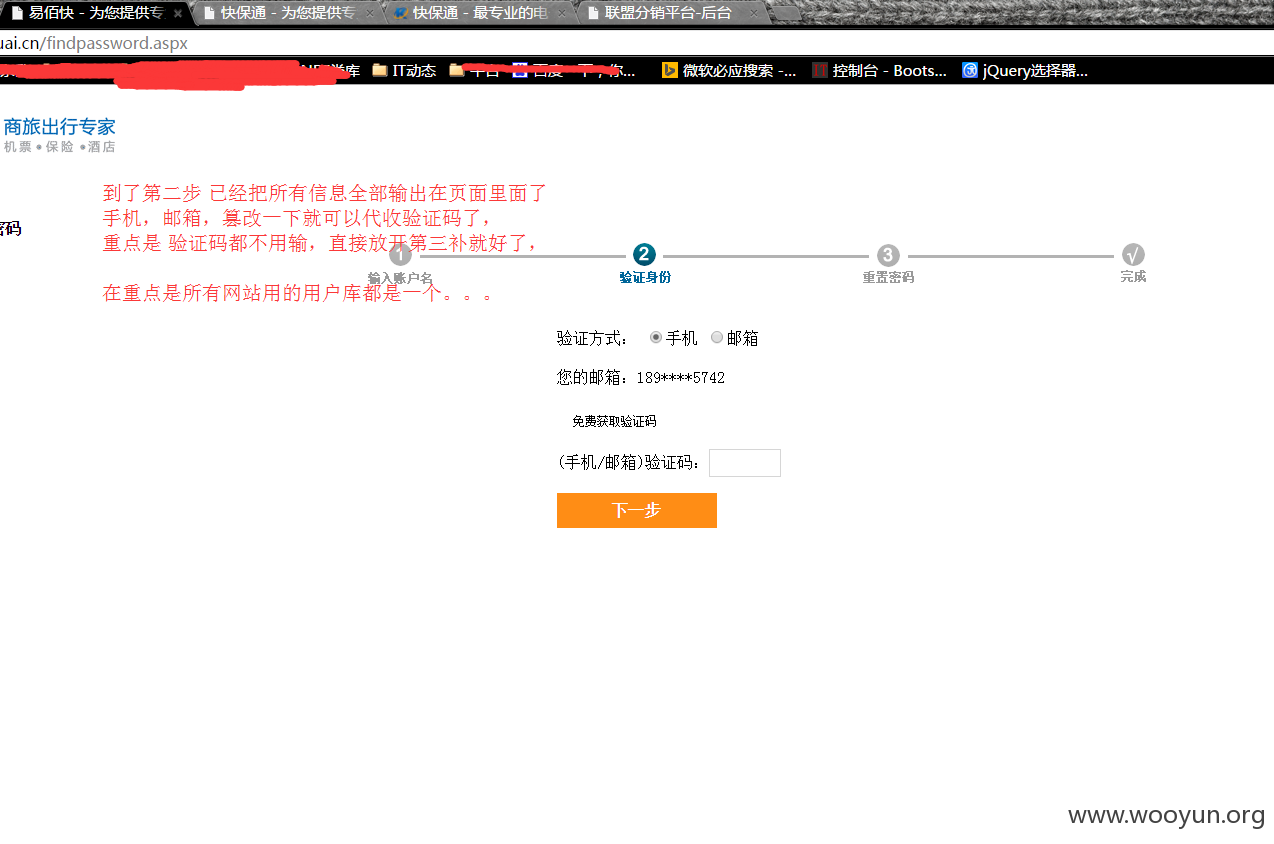 易佰快 - 为您提供专
快保通 - 为您提供专
快保通 - 最专业的电
联盟分销平台-后台
uai.cn/findpassword.aspx
IT动态
微软必应搜索 -...
控制台 - Boots...
jQuery选择器...
商旅出行专家
机票●保险●酒店
到了第二步 已经把所有信息全部输出在页面里面了
手机，邮箱，篡改一下就可以代收验证码了，
密码
重点是 验证码都不用输，直接放开第三补就好了，
1
2
3
√
输入账户名
验证身份
重置密码
完成
在重点是所有网站用的用户库都是一个。。。
验证方式：
手机
邮箱
您的邮箱：189****5742
免费获取验证码
(手机/邮箱)验证码：
下一步
www.wooyun.org